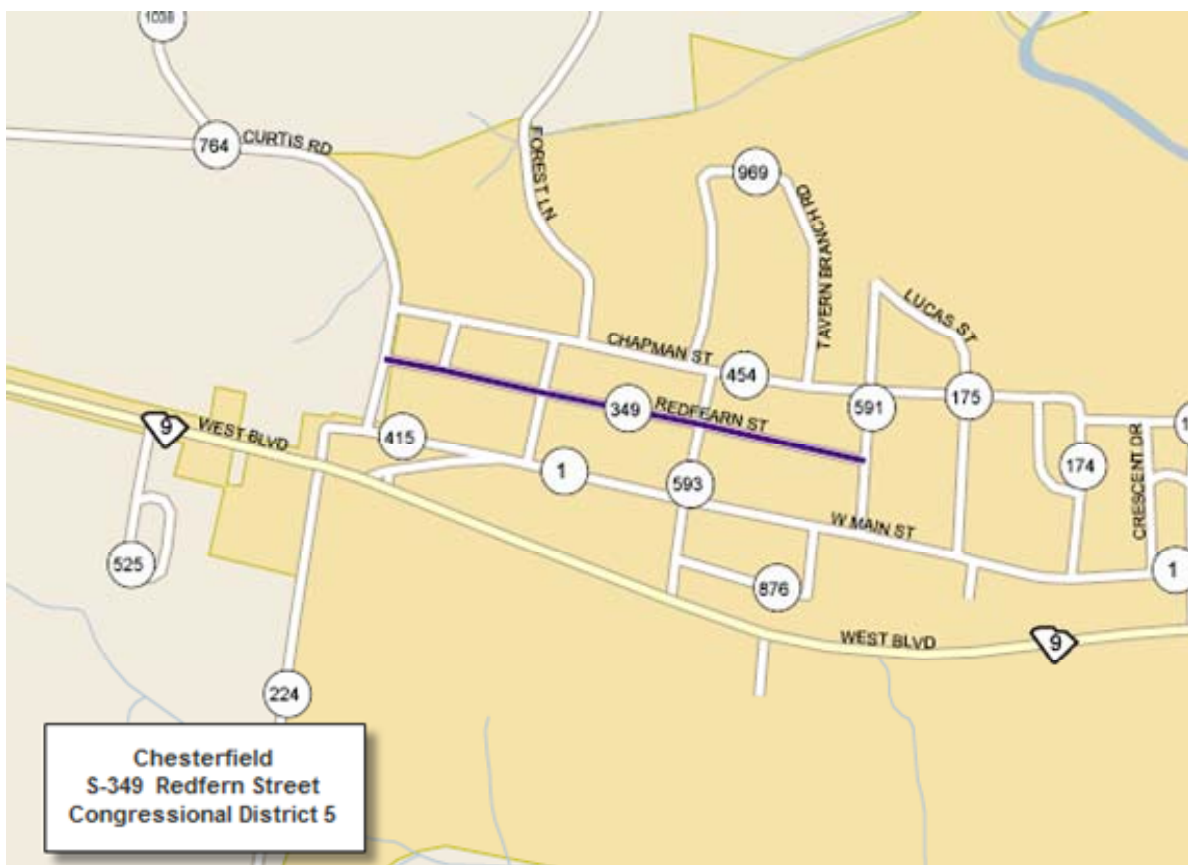 1038
764
CURTIS RD
FOREST LN
969
TAVERN BRANCH RD
LUCAS ST
CHAPMAN ST
454
349
REDFEARN ST
591
175
9
WEST BLVD
415
1
593
W MAIN ST
174
CRESCENT DR
1
525
876
WEST BLVD
9
224
Chesterfield
S-349 Redfern Street
Congressional District 5